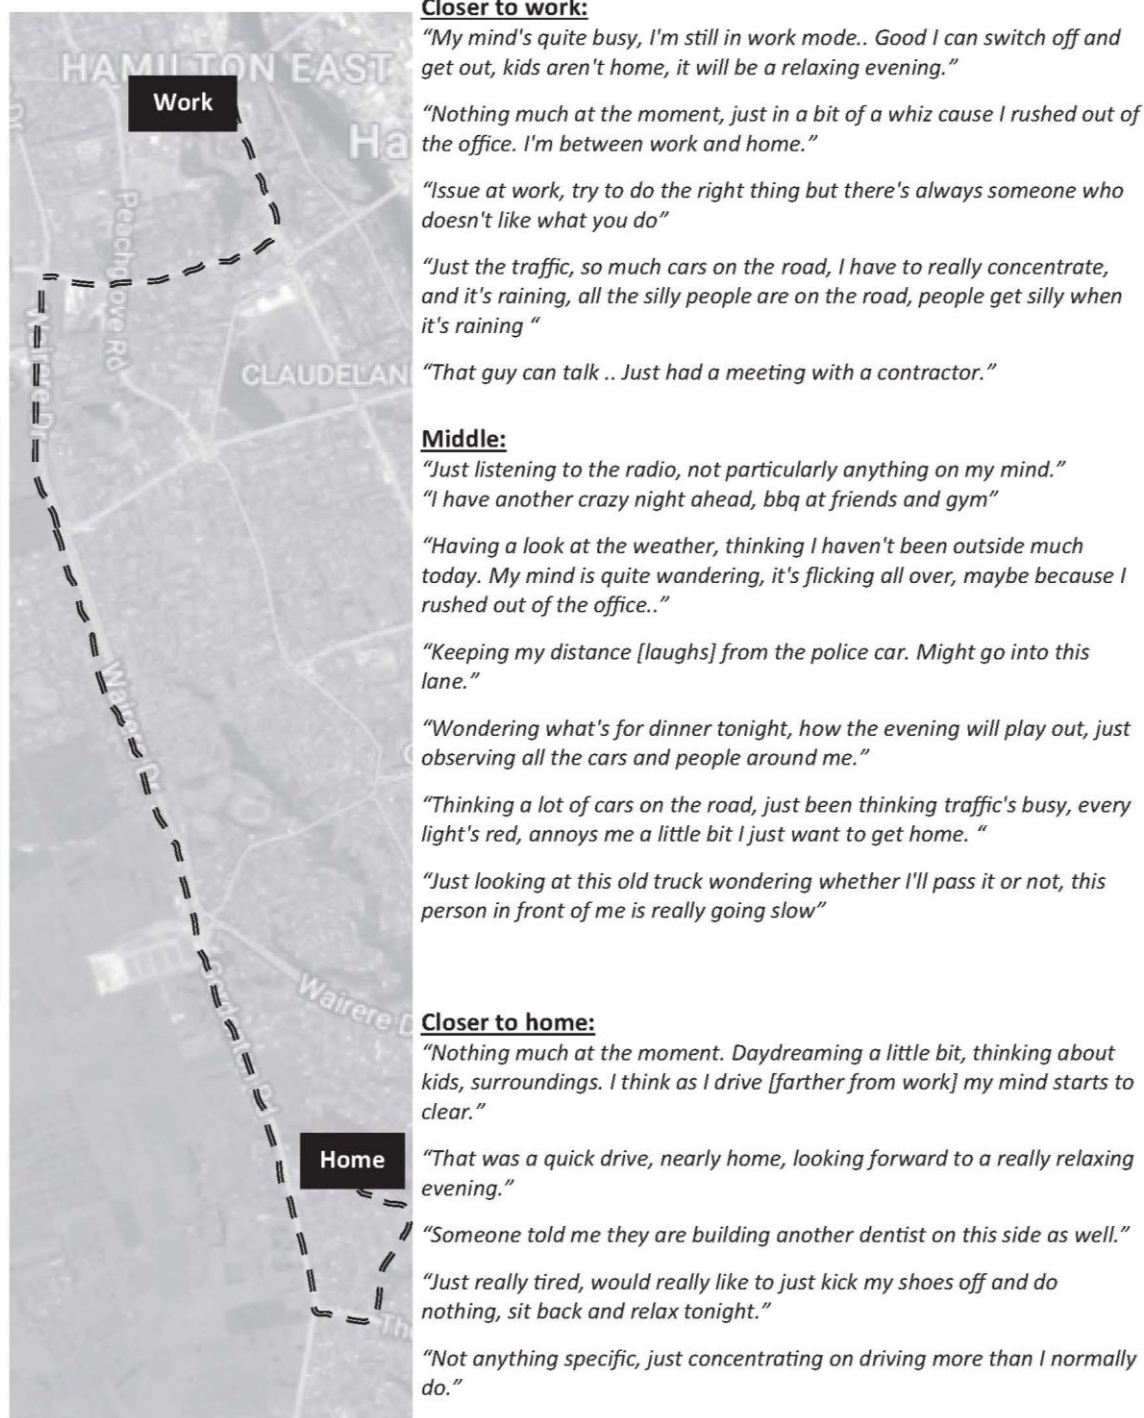 HAMILTON EAST
Work
Ha
Peachgrove Rd
Wairere Dr
CLAUDELAN
Wairere Dr
Wairere D
Home
Closer to work:
“My mind's quite busy, I'm still in work mode.. Good I can switch off and
get out, kids aren't home, it will be a relaxing evening.”
“Nothing much at the moment, just in a bit of a whiz cause I rushed out of
the office. I'm between work and home.”
“Issue at work, try to do the right thing but there's always someone who
doesn't like what you do”
“Just the traffic, so much cars on the road, I have to really concentrate,
and it's raining, all the silly people are on the road, people get silly when
it's raining “
“That guy can talk .. Just had a meeting with a contractor.”
Middle:
“Just listening to the radio, not particularly anything on my mind.”
“I have another crazy night ahead, bbq at friends and gym”
“Having a look at the weather, thinking I haven't been outside much
today. My mind is quite wandering, it's flicking all over, maybe because I
rushed out of the office..”
“Keeping my distance [laughs] from the police car. Might go into this
lane.”
“Wondering what's for dinner tonight, how the evening will play out, just
observing all the cars and people around me.”
“Thinking a lot of cars on the road, just been thinking traffic's busy, every
light's red, annoys me a little bit I just want to get home. “
“Just looking at this old truck wondering whether I'll pass it or not, this
person in front of me is really going slow”
Closer to home:
“Nothing much at the moment. Daydreaming a little bit, thinking about
kids, surroundings. I think as I drive [farther from work] my mind starts to
clear.”
“That was a quick drive, nearly home, looking forward to a really relaxing
evening.”
“Someone told me they are building another dentist on this side as well.”
“Just really tired, would really like to just kick my shoes off and do
nothing, sit back and relax tonight.”
“Not anything specific, just concentrating on driving more than I normally
do.”